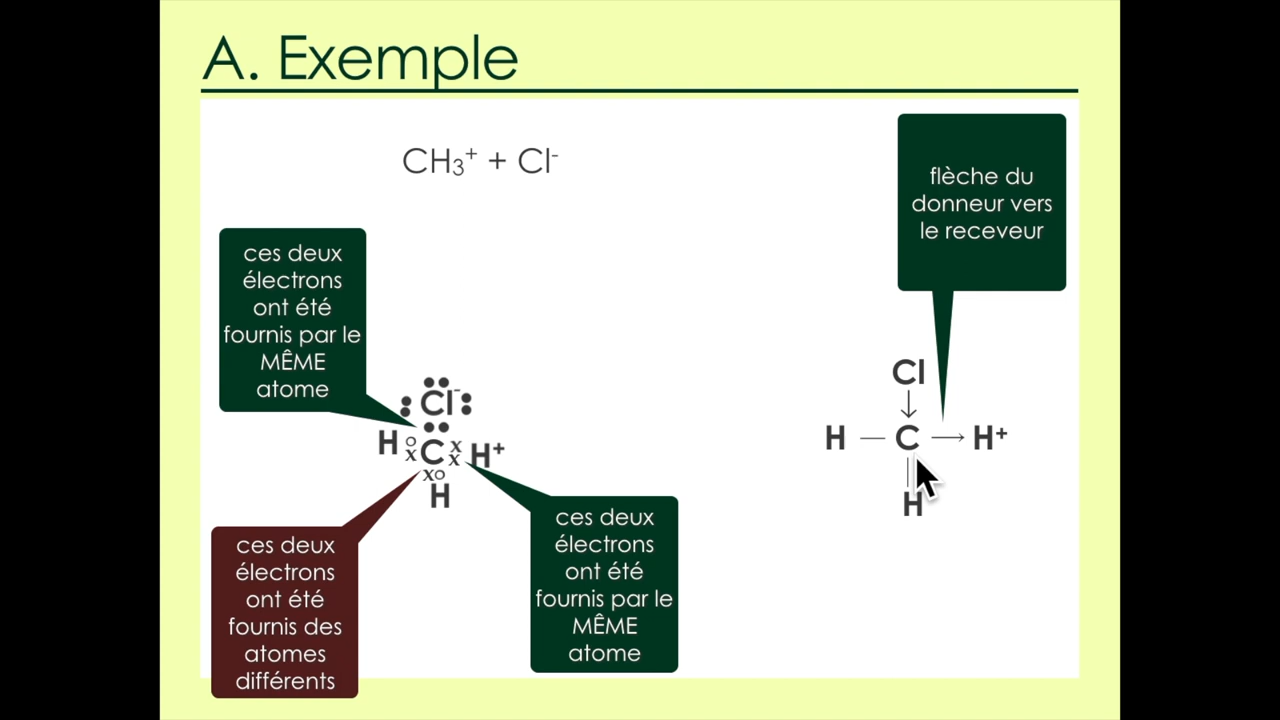 A. Exemple
CH₃⁺ + Cl⁻
flèche du
donneur vers
le receveur
ces deux
électrons
ont été
fournis par le
MÊME
atome
Cl⁻
H C H⁺
H
Cl
H — C → H⁺
H
ces deux
électrons
ont été
fournis par le
MÊME
atome
ces deux
électrons
ont été
fournis des
atomes
différents